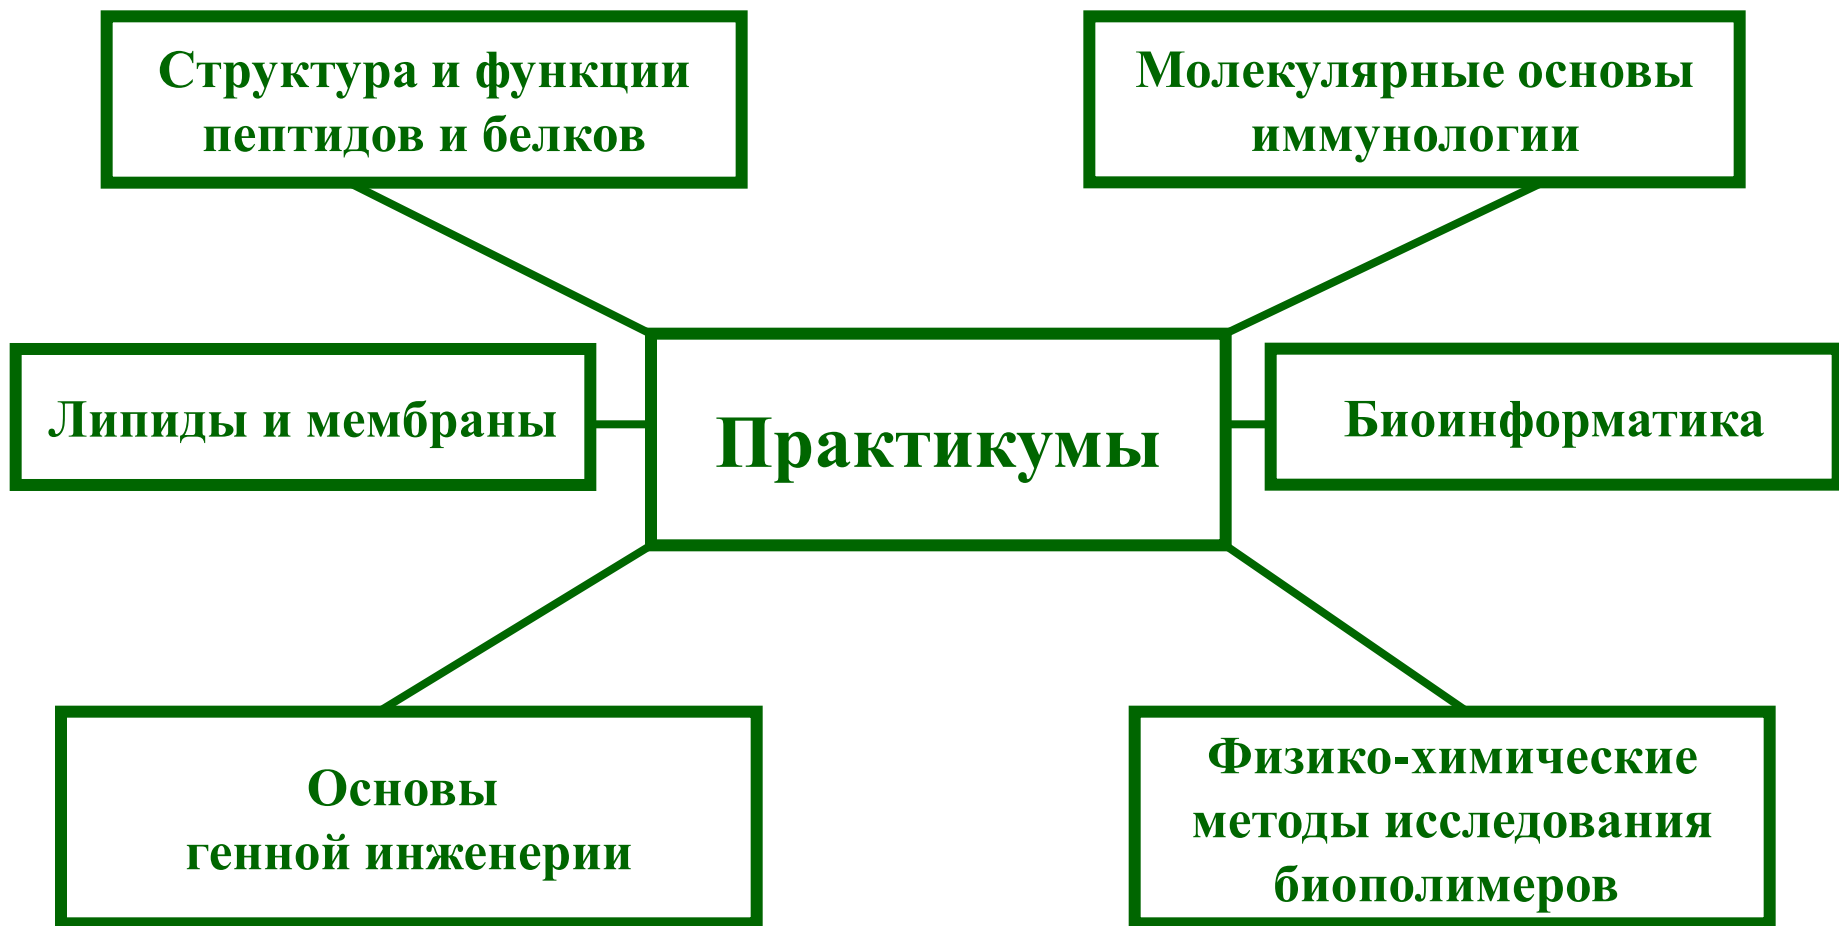 Структура и функции
пептидов и белков
Молекулярные основы
иммунологии
Липиды и мембраны
Практикумы
Биоинформатика
Основы
генной инженерии
Физико-химические
методы исследования
биополимеров